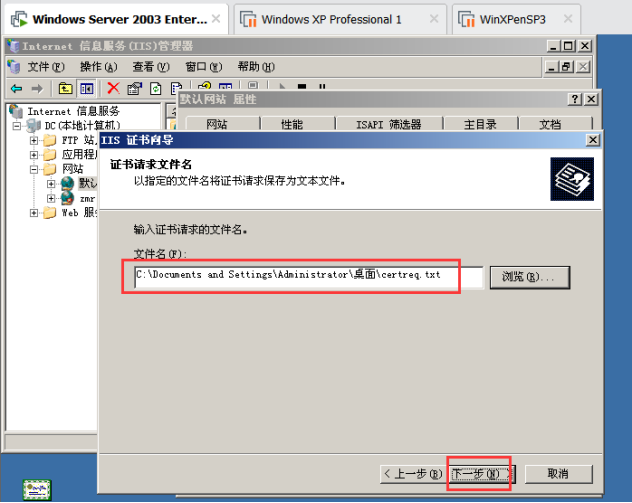 Windows Server 2003 Enter...
Windows XP Professional 1
WinXPenSP3
Internet 信息服务(IIS)管理器
文件(F) 操作(A) 查看(V) 窗口(W) 帮助(H)
默认网站 属性
Internet 信息服务
网站 性能 ISAPI 筛选器 主目录 文档
DC(本地计算机)
FTP 站
应用程
网站
默认
zmr
Web 服
IIS 证书向导
证书请求文件名
以指定的文件名将证书请求保存为文本文件。
输入证书请求的文件名。
文件名(F):
C:\Documents and Settings\Administrator\桌面\certreq.txt
浏览(R)...
< 上一步(B) 下一步(N) > 取消